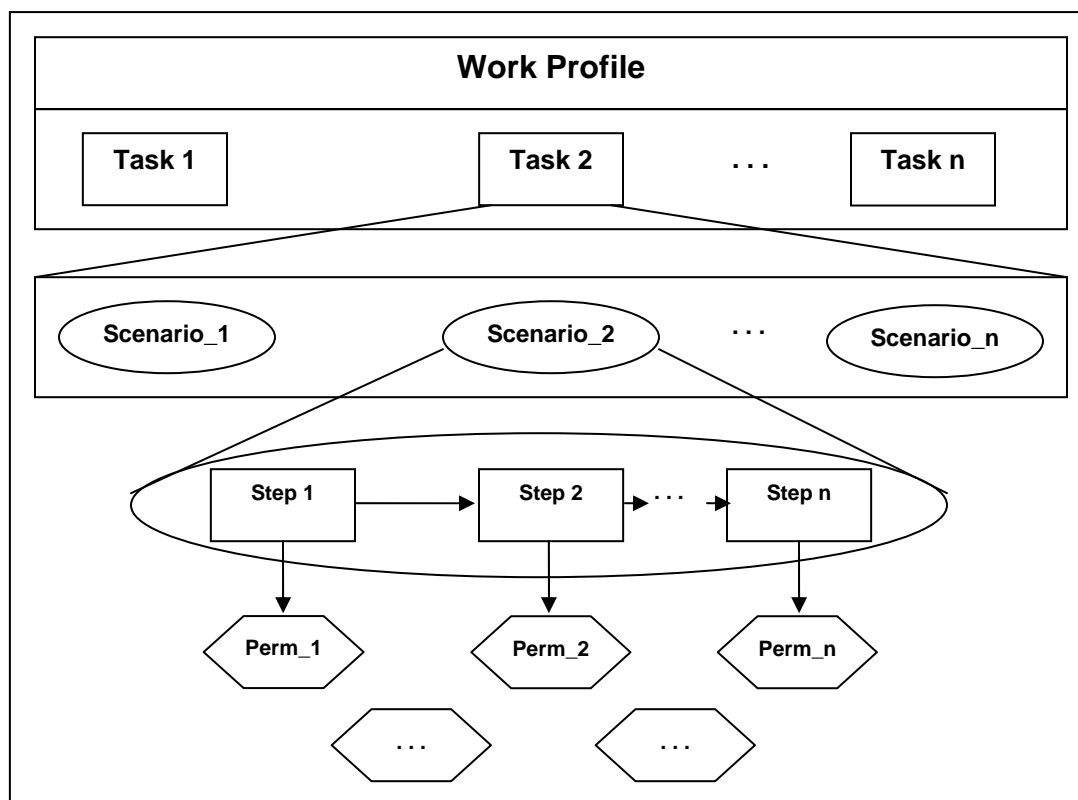 Work Profile
Task 1 Task 2 . . . Task n
Scenario_1 Scenario_2 . . . Scenario_n
Step 1 Step 2 . . . Step n
Perm_1 Perm_2 Perm_n
. . . . . .